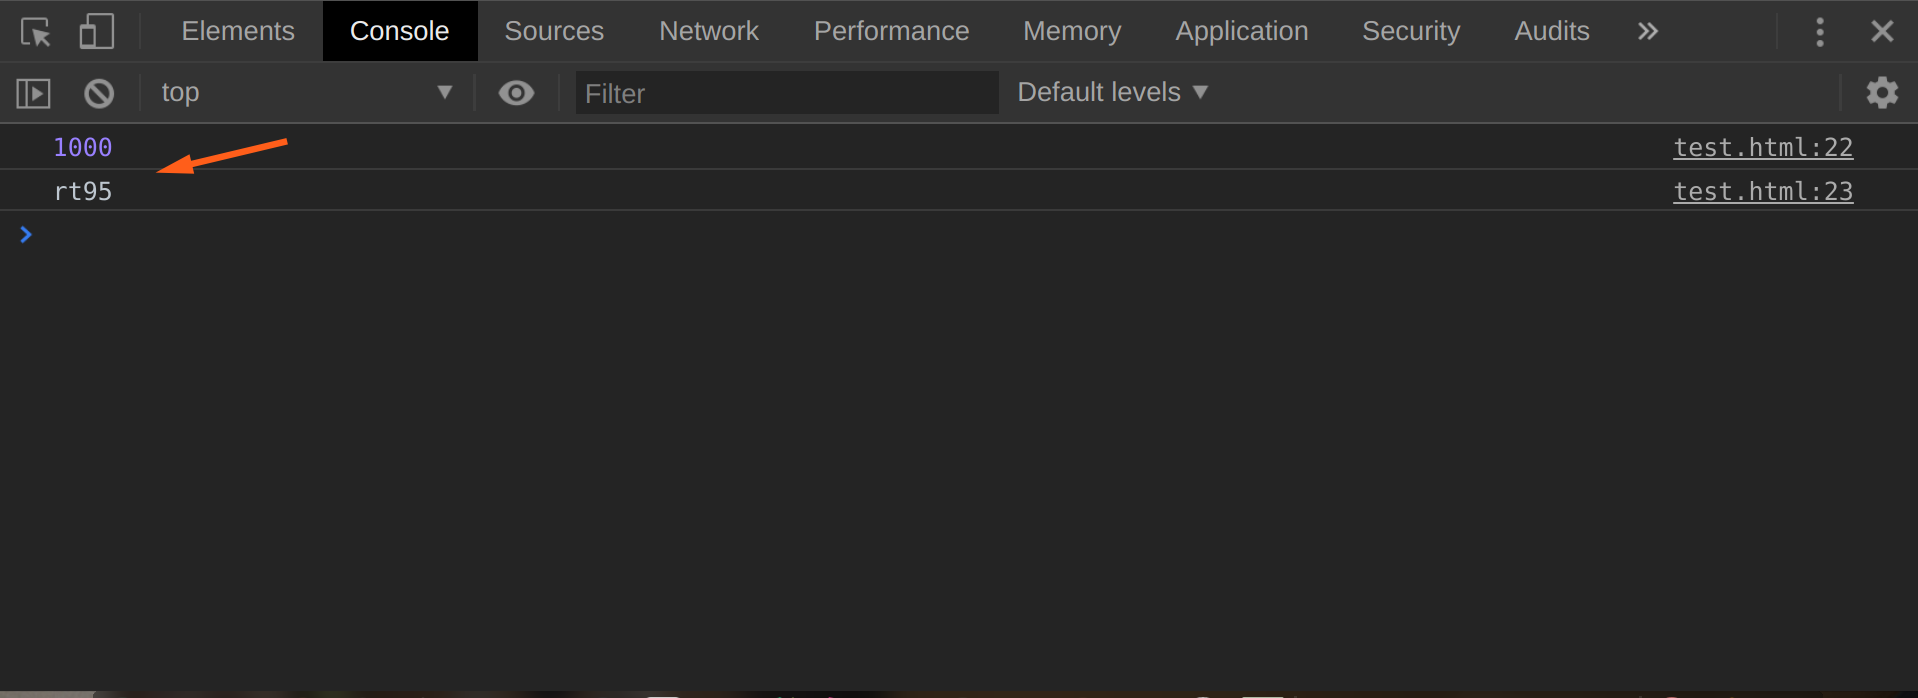 Elements Console Sources Network Performance Memory Application Security Audits
top Filter Default levels
1000 test.html:22
rt95 test.html:23